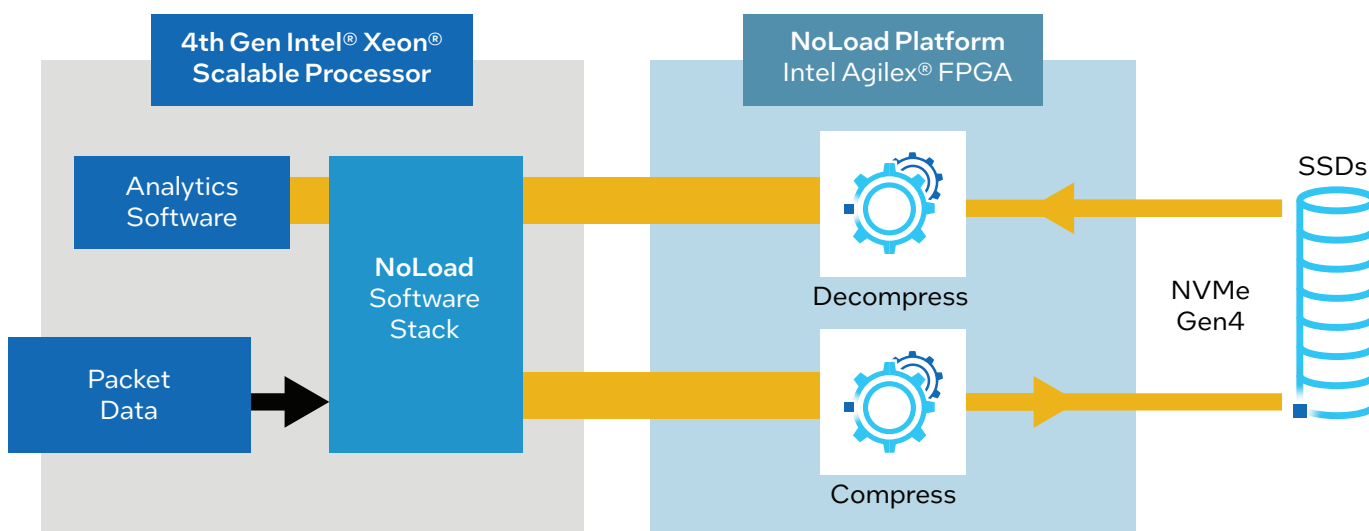 4th Gen Intel® Xeon®
Scalable Processor
NoLoad Platform
Intel Agilex® FPGA
Analytics
Software
NoLoad
Software
Stack
Packet
Data
Decompress
Compress
NVMe
Gen4
SSDs